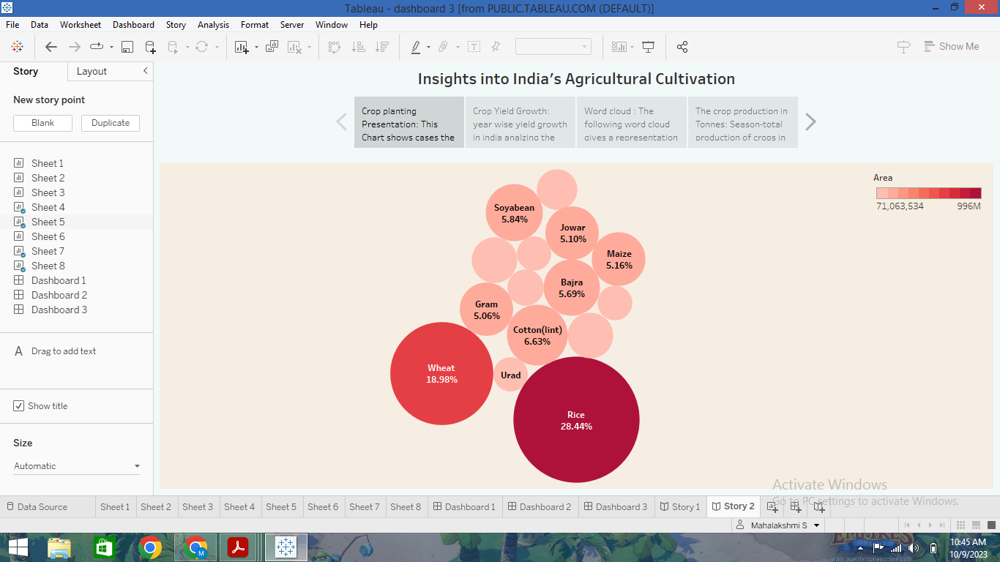 Tableau - dashboard 3 [from PUBLIC.TABLEAU.COM (DEFAULT)]
File Data Worksheet Dashboard Story Analysis Format Server Window Help
Show Me
Story Layout
New story point
Blank Duplicate
Sheet 1
Sheet 2
Sheet 3
Sheet 4
Sheet 5
Sheet 6
Sheet 7
Sheet 8
Dashboard 1
Dashboard 2
Dashboard 3
A Drag to add text
Show title
Size
Automatic
Insights into India's Agricultural Cultivation
Crop planting
Presentation: This
Chart shows cases the
Crop Yield Growth:
year wise yield growth
in india analzing the
Word cloud : The
following word cloud
gives a representation
The crop production in
Tonnes: Season-total
production of crops in
Area
71,063,534 996M
Soyabean
5.84%
Jowar
5.10%
Maize
5.16%
Bajra
5.69%
Gram
5.06%
Cotton(lint)
6.63%
Wheat
18.98%
Urad
Rice
28.44%
Activate Windows
Go to PC settings to activate Windows.
Data Source Sheet 1 Sheet 2 Sheet 3 Sheet 4 Sheet 5 Sheet 6 Sheet 7 Sheet 8 Dashboard 1 Dashboard 2 Dashboard 3 Story 1 Story 2
Mahalakshmi S
M
10:45 AM
10/9/2023
www.ageofempiresonline.com